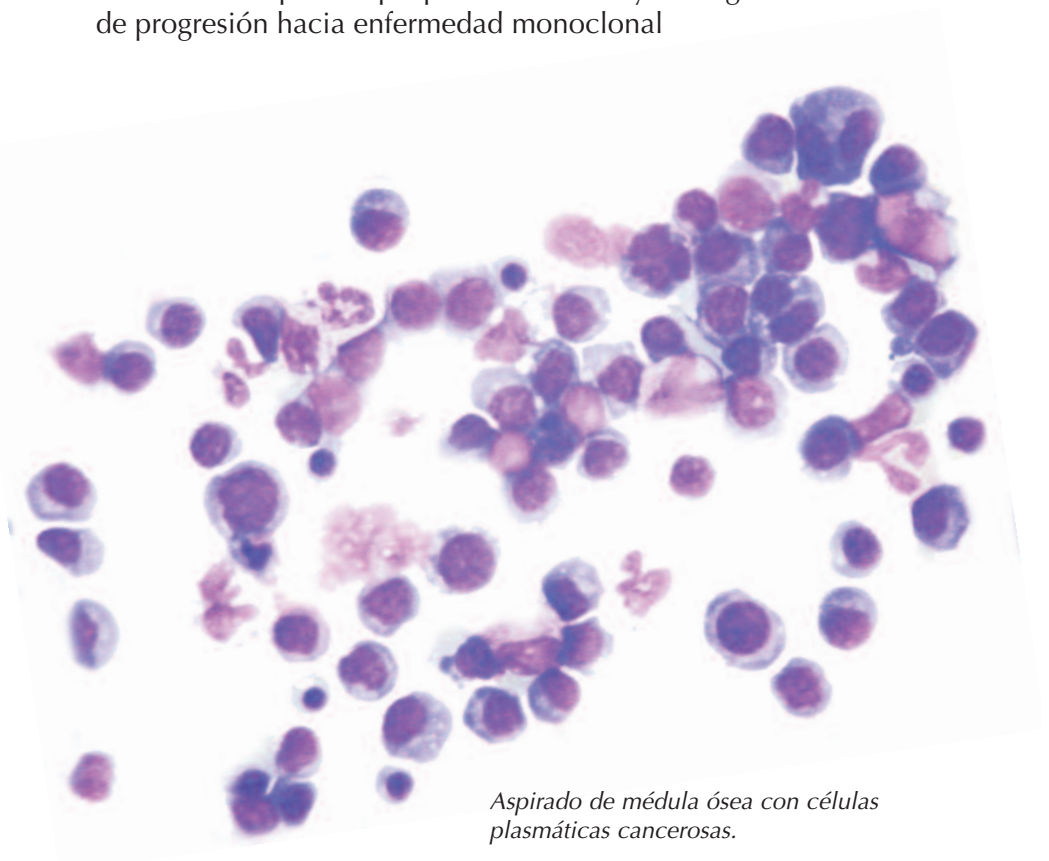 de progresión hacia enfermedad monoclonal
Aspirado de médula ósea con células
plasmáticas cancerosas.